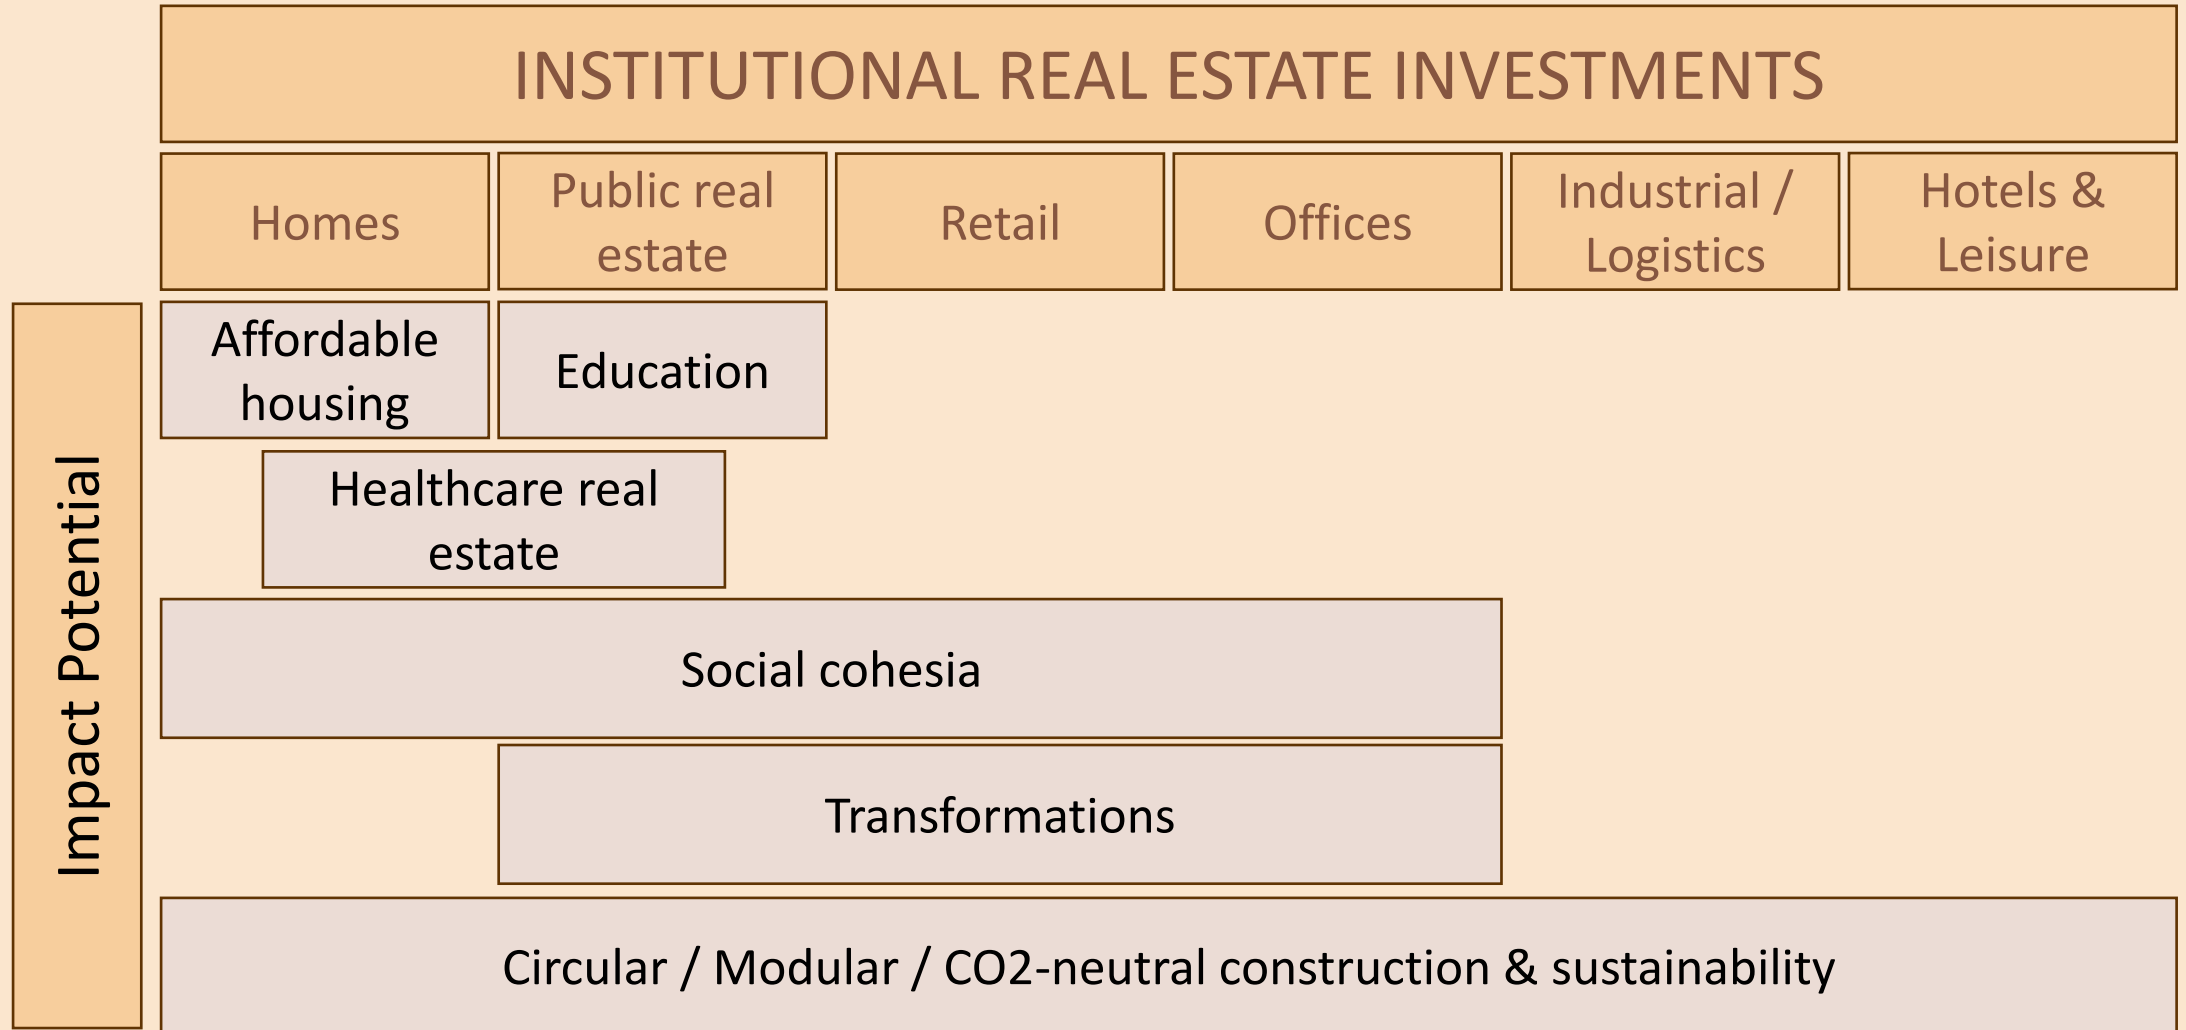 INSTITUTIONAL REAL ESTATE INVESTMENTS
Homes
Public real
estate
Retail
Offices
Industrial /
Logistics
Hotels &
Leisure
Impact Potential
Affordable
housing
Education
Healthcare real
estate
Social cohesia
Transformations
Circular / Modular / CO2-neutral construction & sustainability